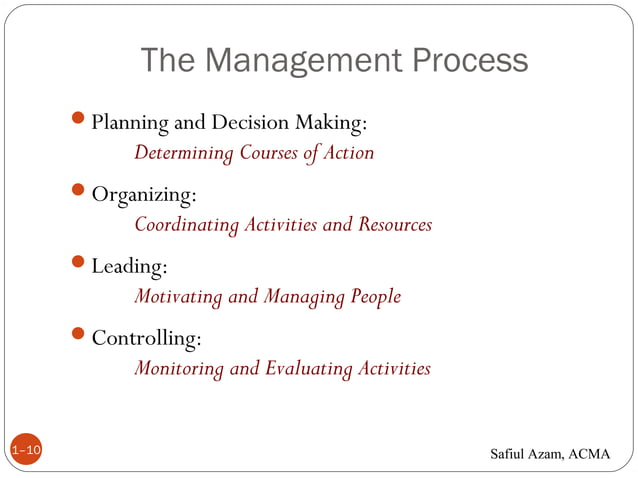 The Management Process
Planning and Decision Making:
Determining Courses of Action
Organizing:
Coordinating Activities and Resources
Leading:
Motivating and Managing People
Controlling:
Monitoring and Evaluating Activities
1–10
Safiul Azam, ACMA